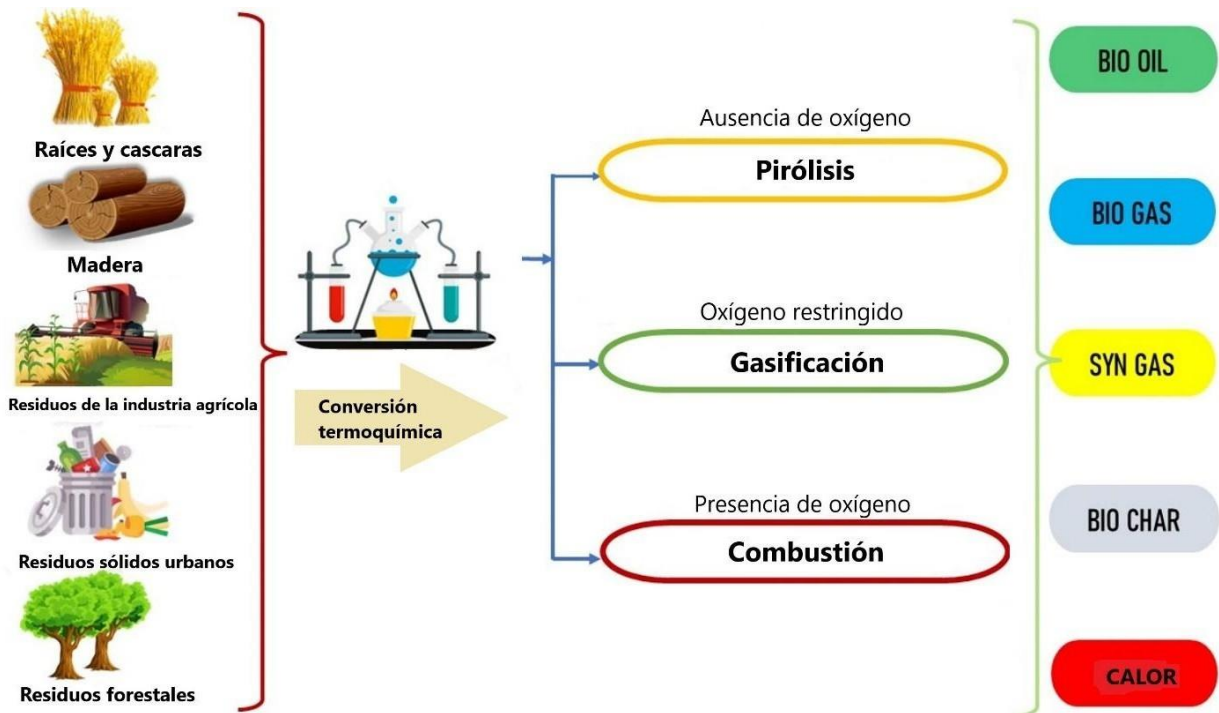 Raíces y cascaras
Madera
Residuos de la industria agrícola
Residuos sólidos urbanos
Residuos forestales
Conversión
termoquímica
Ausencia de oxígeno
Pirólisis
Oxígeno restringido
Gasificación
Presencia de oxígeno
Combustión
BIO OIL
BIO GAS
SYN GAS
BIO CHAR
CALOR